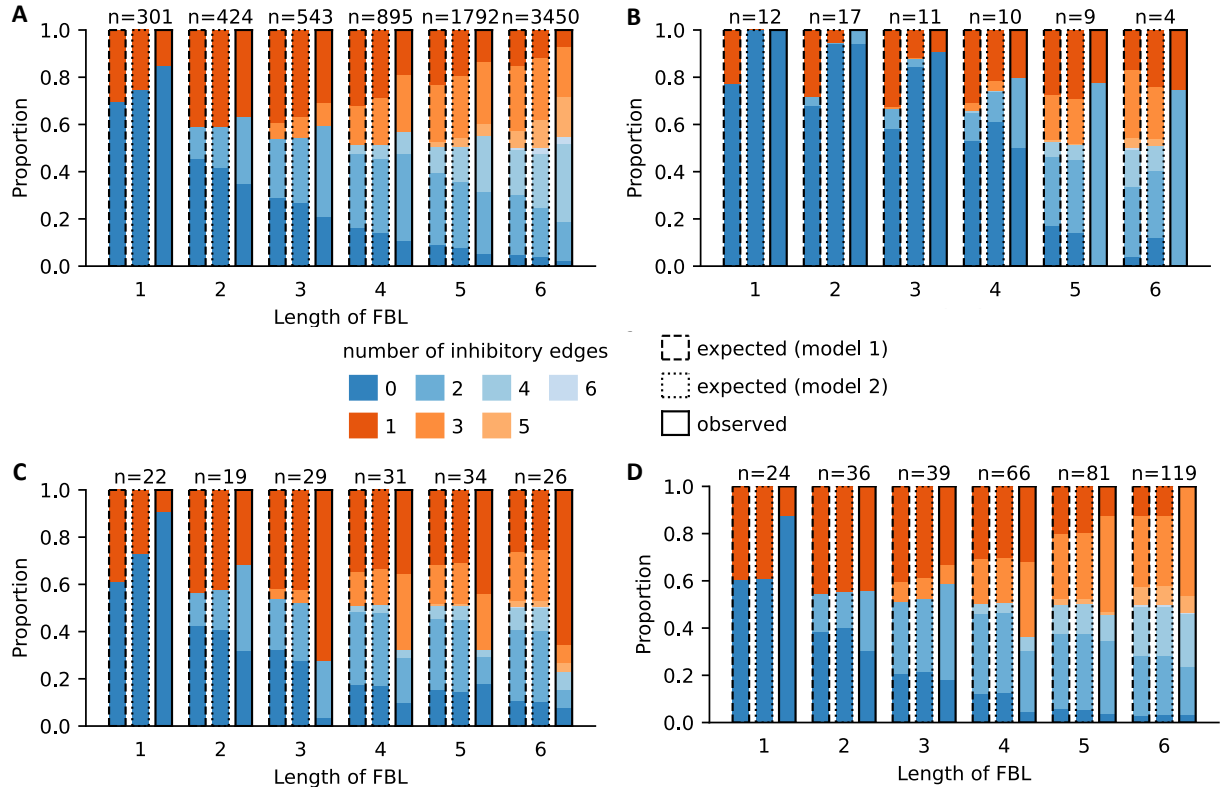 A
n=301 n=424 n=543 n=895 n=1792 n=3450
1.0
0.8
0.6
0.4
0.2
0.0
Proportion
1 2 3 4 5 6
Length of FBL
B
n=12 n=17 n=11 n=10 n=9 n=4
1.0
0.8
0.6
0.4
0.2
0.0
Proportion
1 2 3 4 5 6
Length of FBL
number of inhibitory edges
0 2 4 6
1 3 5
expected (model 1)
expected (model 2)
observed
C
n=22 n=19 n=29 n=31 n=34 n=26
1.0
0.8
0.6
0.4
0.2
0.0
Proportion
1 2 3 4 5 6
Length of FBL
D
n=24 n=36 n=39 n=66 n=81 n=119
1.0
0.8
0.6
0.4
0.2
0.0
Proportion
1 2 3 4 5 6
Length of FBL